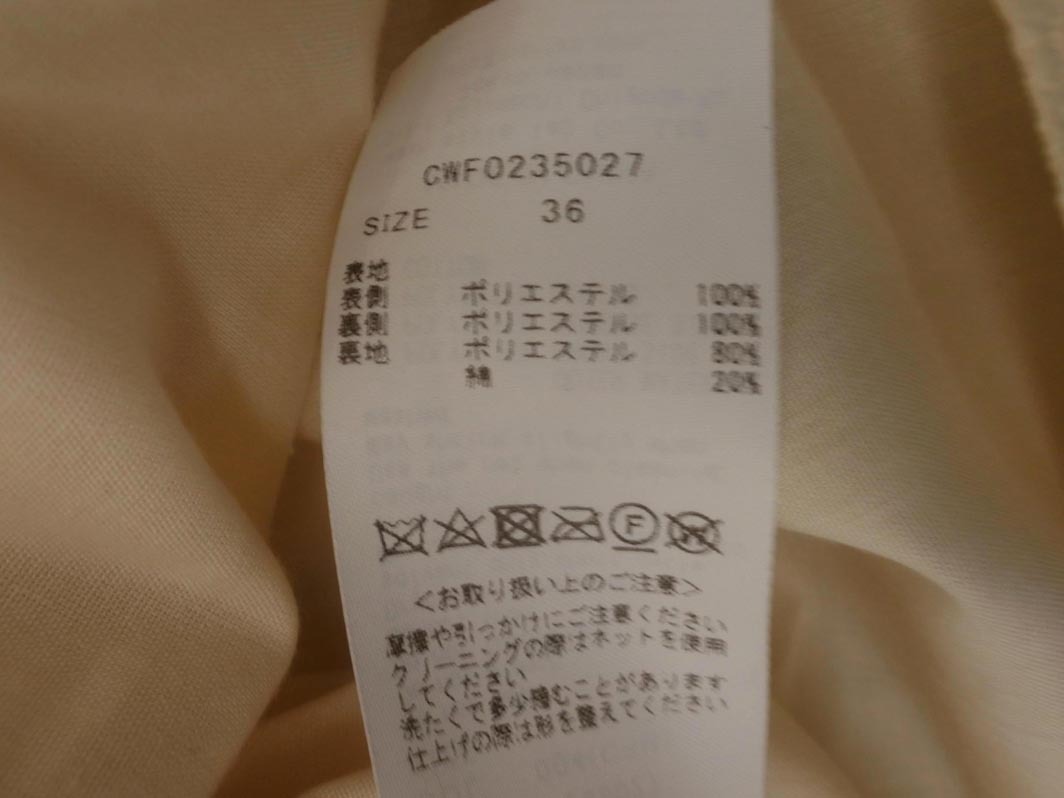 CWF0235027
SIZE 36
表地
表側 ポリエステル 100%
裏側 ポリエステル 100%
裏地 ポリエステル 80%
綿 20%
F
W
<お取り扱い上のご注意>
摩擦や引っかけにご注意ください
クリーニングの際はネットを使用
してください
洗たくで多少縮むことがあります
仕上げの際は形を整えてください